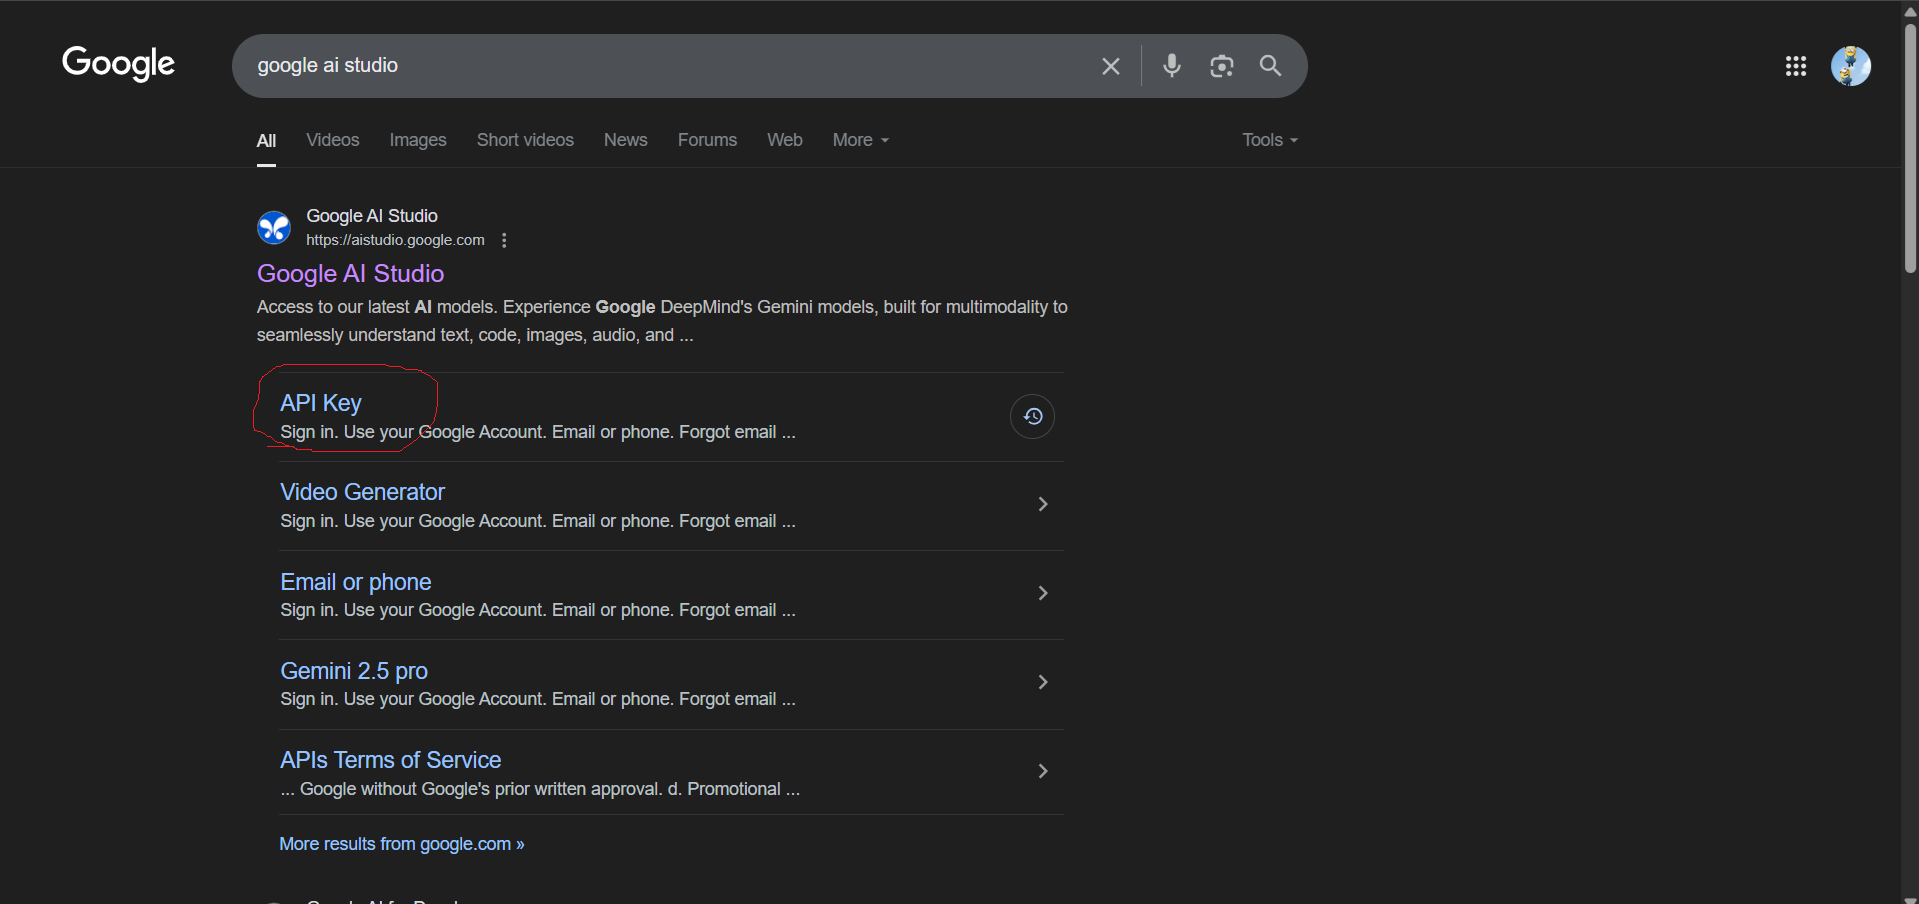 Google
google ai studio
All
Videos
Images
Short videos
News
Forums
Web
More
Tools
Google AI Studio
https://aistudio.google.com
Google AI Studio
Access to our latest AI models. Experience Google DeepMind's Gemini models, built for multimodality to
seamlessly understand text, code, images, audio, and ...
API Key
Sign in. Use your Google Account. Email or phone. Forgot email ...
Video Generator
Sign in. Use your Google Account. Email or phone. Forgot email ...
Email or phone
Sign in. Use your Google Account. Email or phone. Forgot email ...
Gemini 2.5 pro
Sign in. Use your Google Account. Email or phone. Forgot email ...
APIs Terms of Service
... Google without Google's prior written approval. d. Promotional ...
More results from google.com »